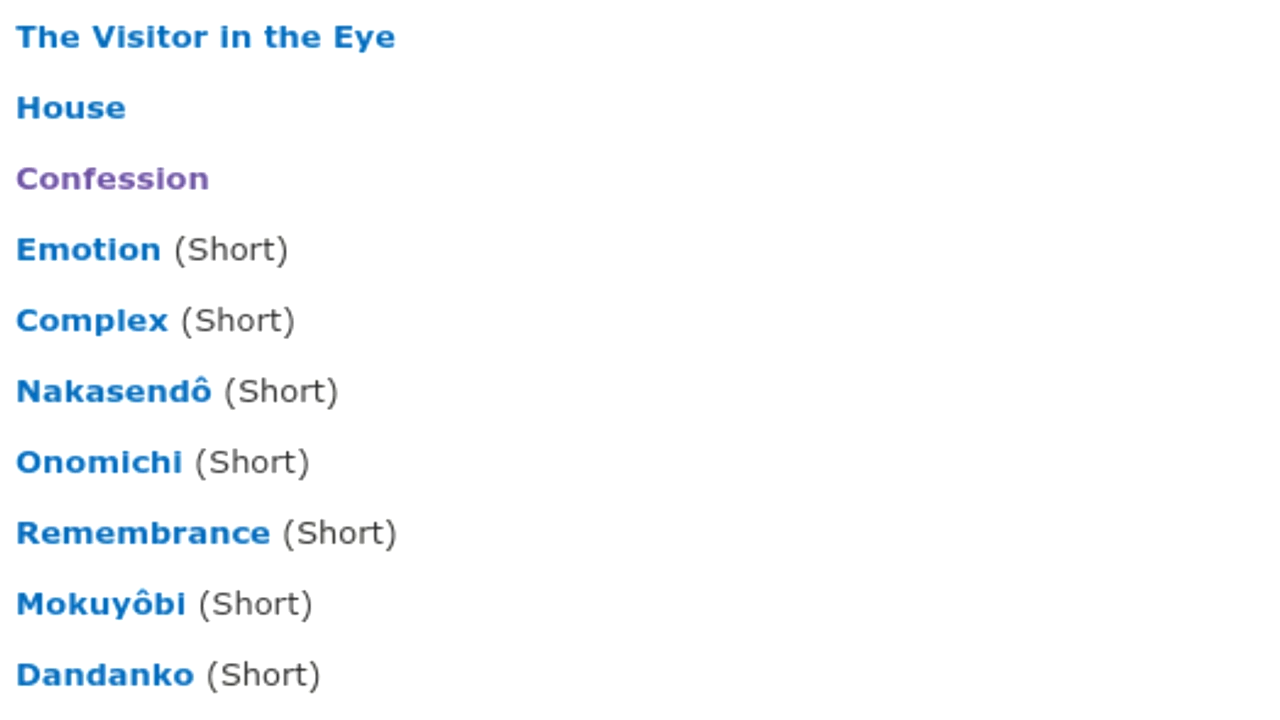 The Visitor in the Eye
House
Confession
Emotion (Short)
Complex (Short)
Nakasendô (Short)
Onomichi (Short)
Remembrance (Short)
Mokuyôbi (Short)
Dandanko (Short)